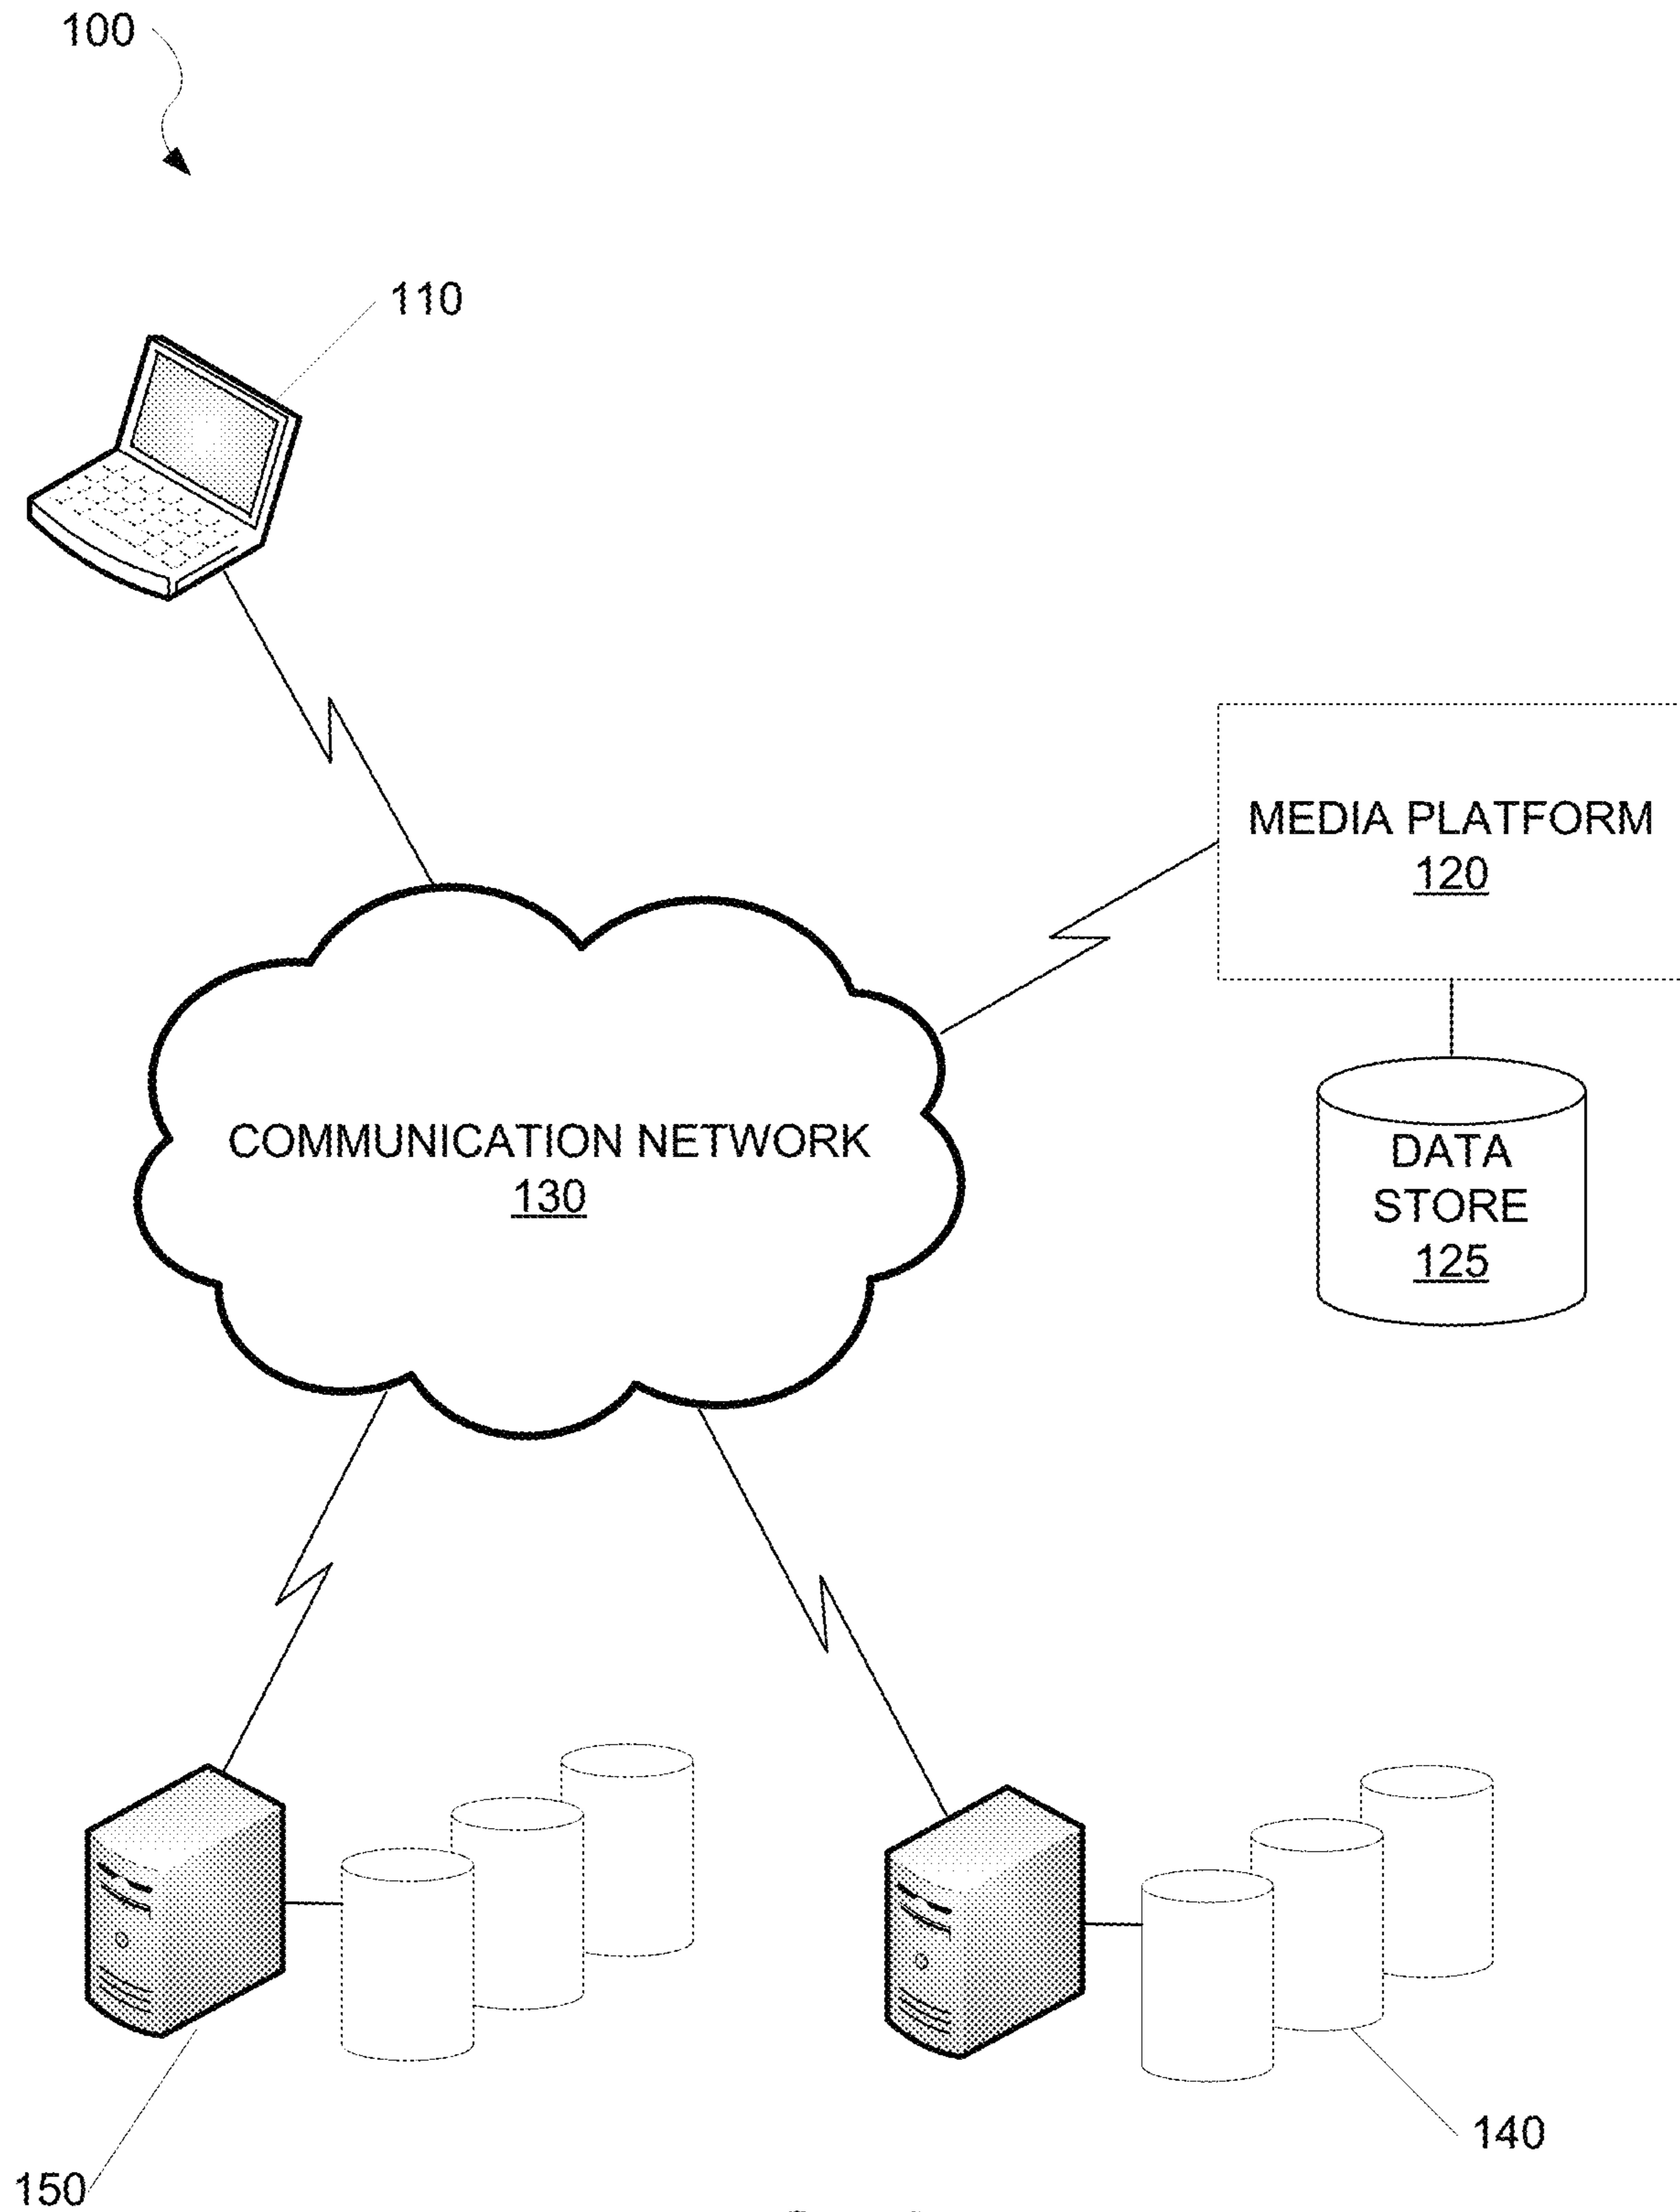 100
110
MEDIA PLATFORM
120
COMMUNICATION NETWORK
130
DATA
STORE
125
140
150